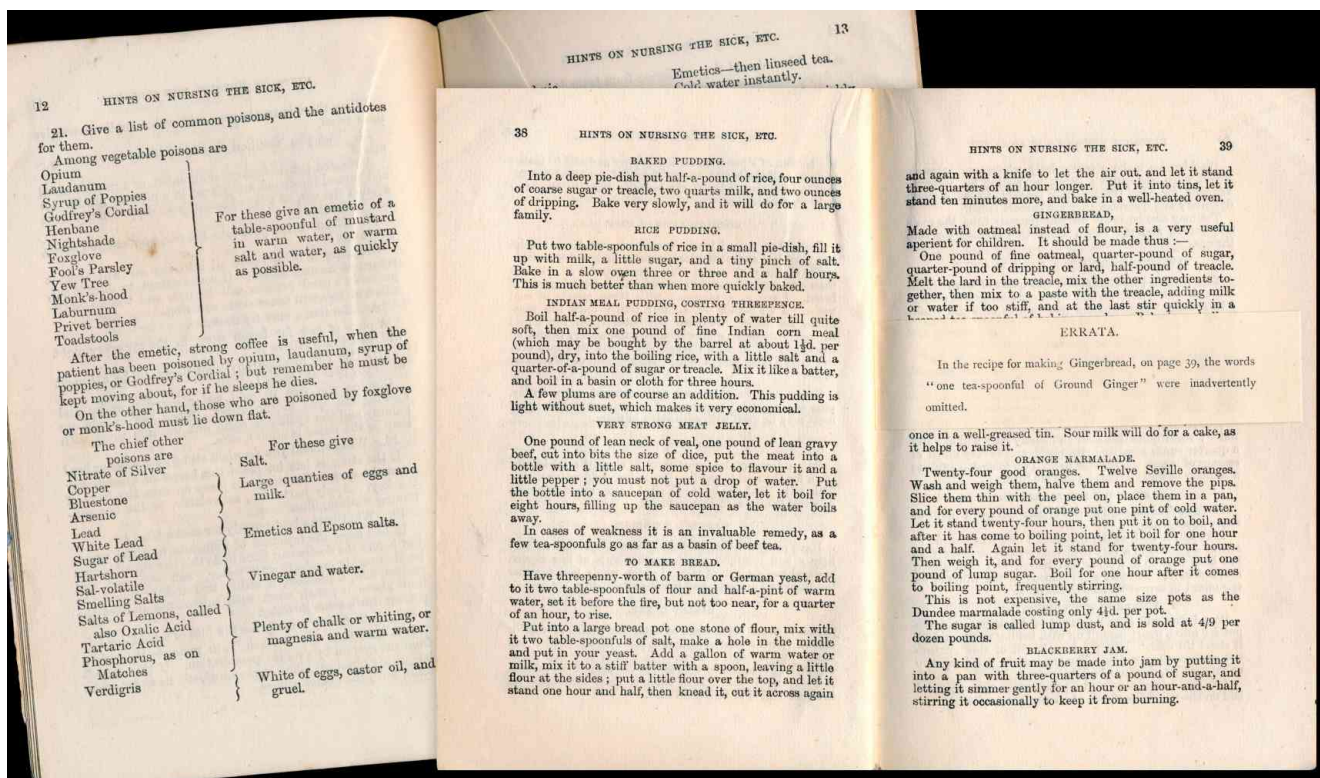 12 HINTS ON NURSING THE SICK, ETC.
21. Give a list of common poisons, and the antidotes
for them.
Among vegetable poisons are
Opium
Laudanum
Syrup of Poppies
Godfrey's Cordial
Henbane
Nightshade
Foxglove
Fool's Parsley
Yew Tree
Monk's-hood
Laburnum
Privet berries
Toadstools
For these give an emetic of a
table-spoonful of mustard
in warm water, or warm
salt and water, as quickly
as possible.
After the emetic, strong coffee is useful, when the
patient has been poisoned by opium, laudanum, syrup of
poppies, or Godfrey's Cordial ; but remember he must be
kept moving about, for if he sleeps he dies.
On the other hand, those who are poisoned by foxglove
or monk's-hood must lie down flat.
The chief other
poisons are
For these give
Nitrate of Silver
Salt.
Copper
Bluestone
Large quanties of eggs and
milk.
Arsenic
Lead
White Lead
Sugar of Lead
Emetics and Epsom salts.
Hartshorn
Sal-volatile
Smelling Salts
Vinegar and water.
Salts of Lemons, called
also Oxalic Acid
Tartaric Acid
Phosphorus, as on
Matches
Plenty of chalk or whiting, or
magnesia and warm water.
Verdigris
White of eggs, castor oil, and
gruel.
HINTS ON NURSING THE SICK, ETC. 13
Emetics—then linseed tea.
Cold water instantly.
38 HINTS ON NURSING THE SICK, ETC.
BAKED PUDDING.
Into a deep pie-dish put half-a-pound of rice, four ounces
of coarse sugar or treacle, two quarts milk, and two ounces
of dripping. Bake very slowly, and it will do for a large
family.
RICE PUDDING.
Put two table-spoonfuls of rice in a small pie-dish, fill it
up with milk, a little sugar, and a tiny pinch of salt.
Bake in a slow oven three or three and a half hours.
This is much better than when more quickly baked.
INDIAN MEAL PUDDING, COSTING THREEPENCE.
Boil half-a-pound of rice in plenty of water till quite
soft, then mix one pound of fine Indian corn meal
(which may be bought by the barrel at about 1½d. per
pound), dry, into the boiling rice, with a little salt and a
quarter-of-a-pound of sugar or treacle. Mix it like a batter,
and boil in a basin or cloth for three hours.
A few plums are of course an addition. This pudding is
light without suet, which makes it very economical.
VERY STRONG MEAT JELLY.
One pound of lean neck of veal, one pound of lean gravy
beef, cut into bits the size of dice, put the meat into a
bottle with a little salt, some spice to flavour it and a
little pepper ; you must not put a drop of water. Put
the bottle into a saucepan of cold water, let it boil for
eight hours, filling up the saucepan as the water boils
away.
In cases of weakness it is an invaluable remedy, as a
few tea-spoonfuls go as far as a basin of beef tea.
TO MAKE BREAD.
Have threepenny-worth of barm or German yeast, add
to it two table-spoonfuls of flour and half-a-pint of warm
water, set it before the fire, but not too near, for a quarter
of an hour, to rise.
Put into a large bread pot one stone of flour, mix with
it two table-spoonfuls of salt, make a hole in the middle
and put in your yeast. Add a gallon of warm water or
milk, mix it to a stiff batter with a spoon, leaving a little
flour at the sides ; put a little flour over the top, and let it
stand one hour and half, then knead it, cut it across again
HINTS ON NURSING THE SICK, ETC. 39
and again with a knife to let the air out. and let it stand
three-quarters of an hour longer. Put it into tins, let it
stand ten minutes more, and bake in a well-heated oven.
GINGERBREAD,
Made with oatmeal instead of flour, is a very useful
aperient for children. It should be made thus :—
One pound of fine oatmeal, quarter-pound of sugar,
quarter-pound of dripping or lard, half-pound of treacle.
Melt the lard in the treacle, mix the other ingredients to-
gether, then mix to a paste with the treacle, adding milk
or water if too stiff, and at the last stir quickly in a
ERRATA.
In the recipe for making Gingerbread, on page 39, the words
"one tea-spoonful of Ground Ginger" were inadvertently
omitted.
once in a well-greased tin. Sour milk will do for a cake, as
it helps to raise it.
ORANGE MARMALADE.
Twenty-four good oranges. Twelve Seville oranges.
Wash and weigh them, halve them and remove the pips.
Slice them thin with the peel on, place them in a pan,
and for every pound of orange put one pint of cold water.
Let it stand twenty-four hours, then put it on to boil, and
after it has come to boiling point, let it boil for one hour
and a half. Again let it stand for twenty-four hours.
Then weigh it, and for every pound of orange put one
pound of lump sugar. Boil for one hour after it comes
to boiling point, frequently stirring.
This is not expensive, the same size pots as the
Dundee marmalade costing only 4½d. per pot.
The sugar is called lump dust, and is sold at 4/9 per
dozen pounds.
BLACKBERRY JAM.
Any kind of fruit may be made into jam by putting it
into a pan with three-quarters of a pound of sugar, and
letting it simmer gently for an hour or an hour-and-a-half,
stirring it occasionally to keep it from burning.